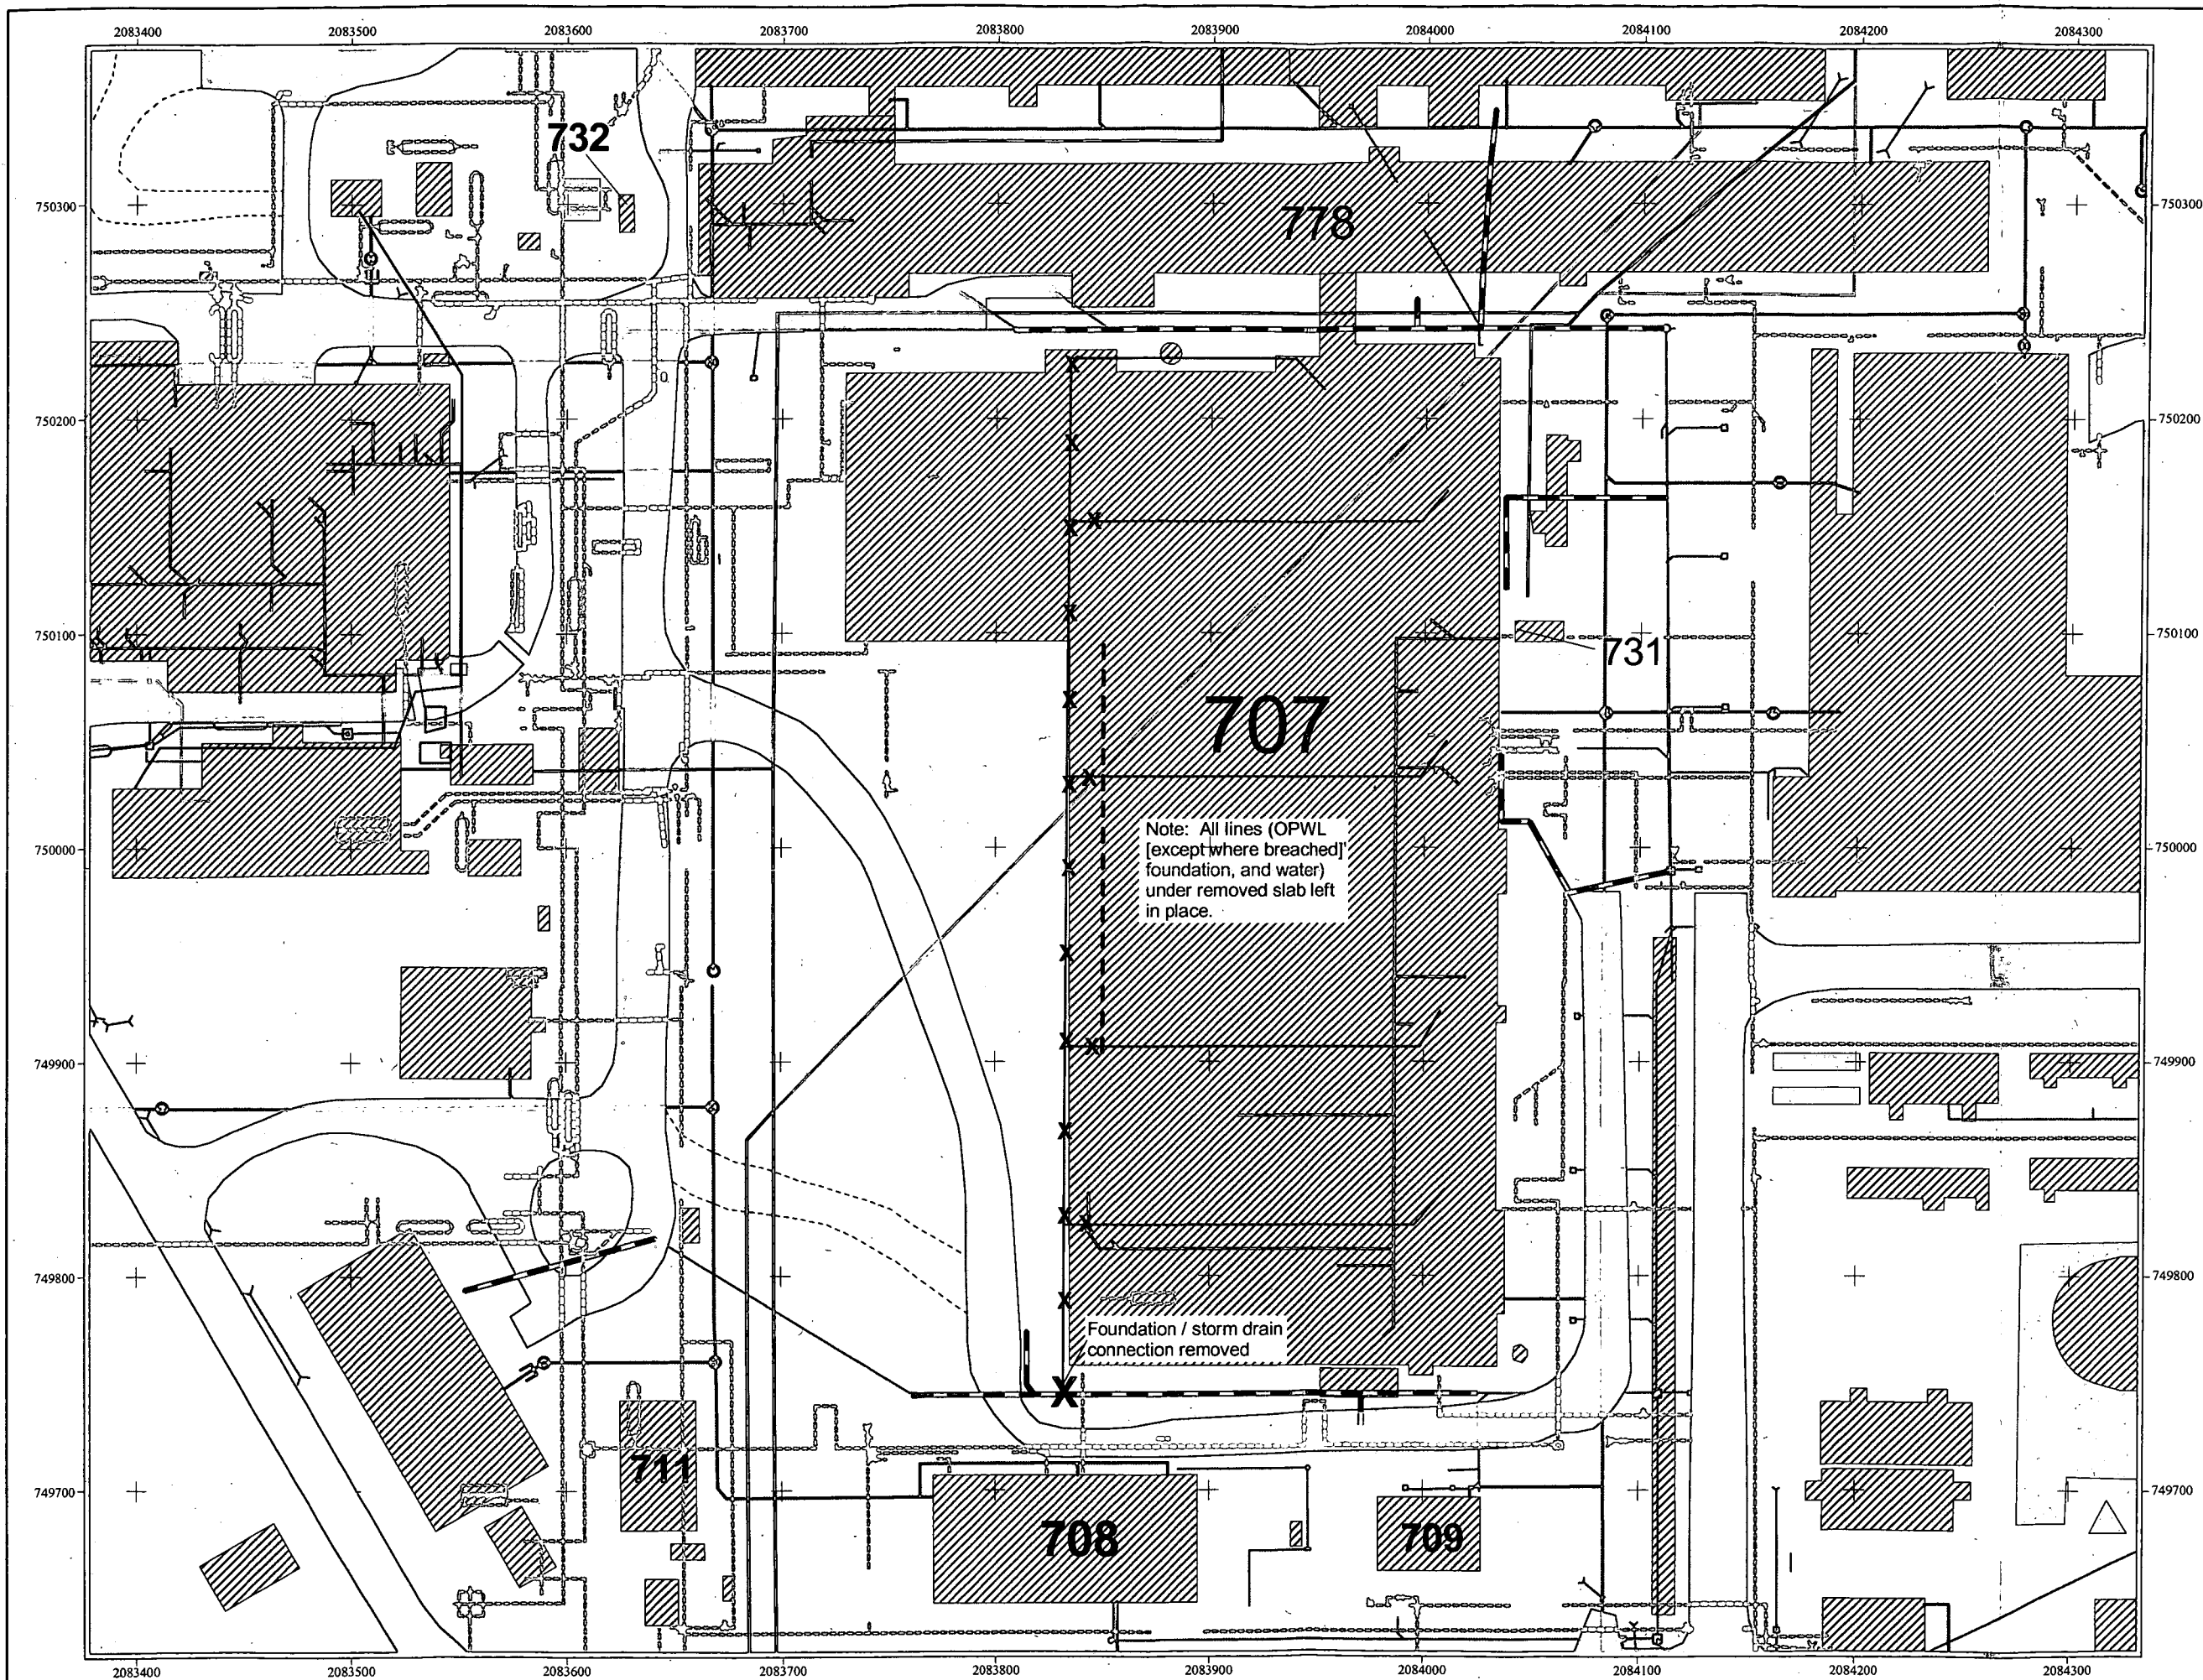 2083400 2083500 2083600 2083700 2083800 2083900 2084000 2084100 2084200 2084300
732
750300 750300
778
750200 750200
750100 750100
731
707
Note: All lines (OPWL
[except where breached]
foundation, and water)
under removed slab left
in place.
750000 750000
749900 749900
749800 749800
Foundation / storm drain
connection removed
711
749700 749700
708
709
2083400 2083500 2083600 2083700 2083800 2083900 2084000 2084100 2084200 2084300